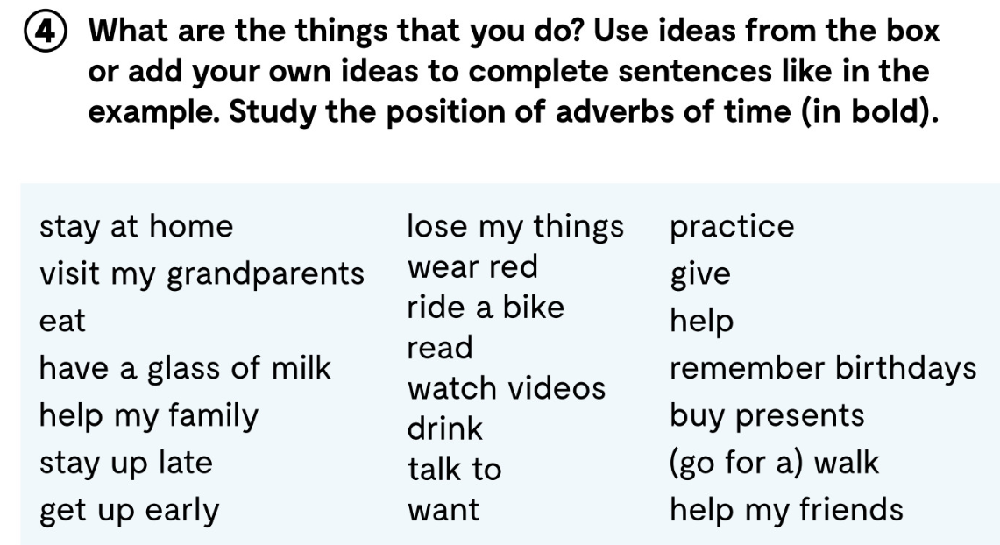 4 What are the things that you do? Use ideas from the box
or add your own ideas to complete sentences like in the
example. Study the position of adverbs of time (in bold).
stay at home
visit my grandparents
eat
have a glass of milk
help my family
stay up late
get up early
lose my things
wear red
ride a bike
read
watch videos
drink
talk to
want
practice
give
help
remember birthdays
buy presents
(go for a) walk
help my friends